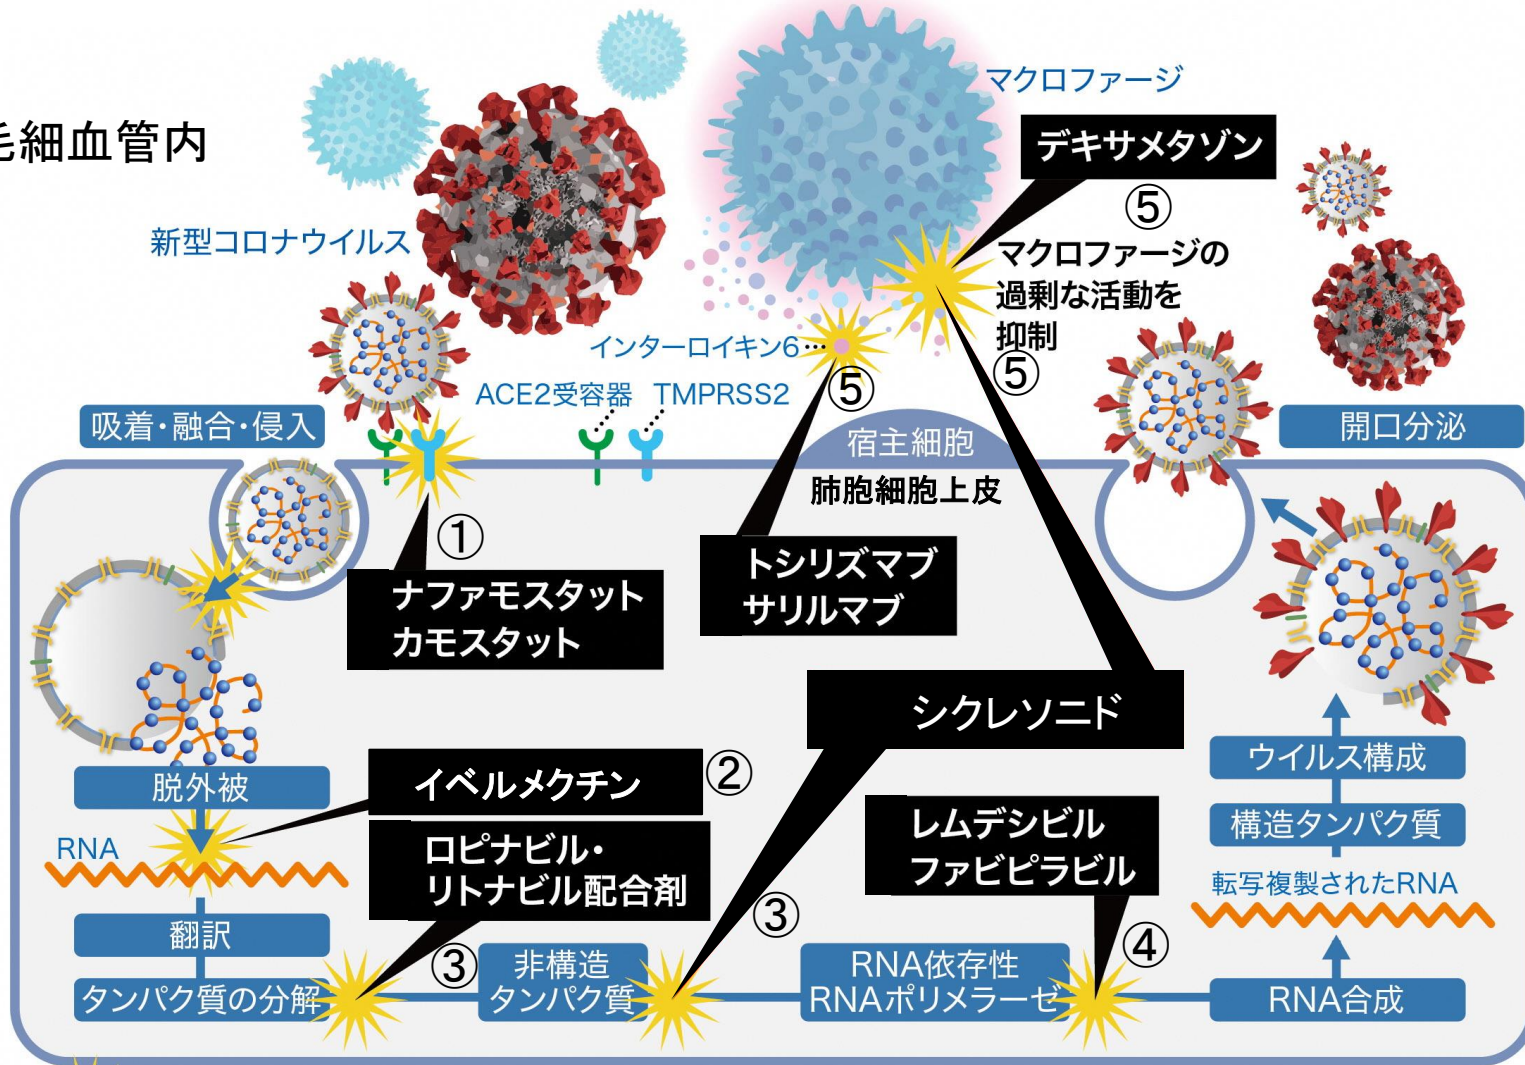 マクロファージ
毛細血管内
デキサメタゾン
⑤
新型コロナウイルス
マクロファージの
過剰な活動を
抑制
⑤
インターロイキン6
⑤
ACE2受容器
TMPRSS2
吸着・融合・侵入
開口分泌
宿主細胞
肺胞細胞上皮
①
ナファモスタット
カモスタット
トシリズマブ
サリルマブ
シクレソニド
脱外被
イベルメクチン
②
RNA
ロピナビル・
リトナビル配合剤
③
レムデシビル
ファビピラビル
③
④
ウイルス構成
構造タンパク質
転写複製されたRNA
翻訳
タンパク質の分解
非構造
タンパク質
RNA依存性
RNAポリメラーゼ
RNA合成